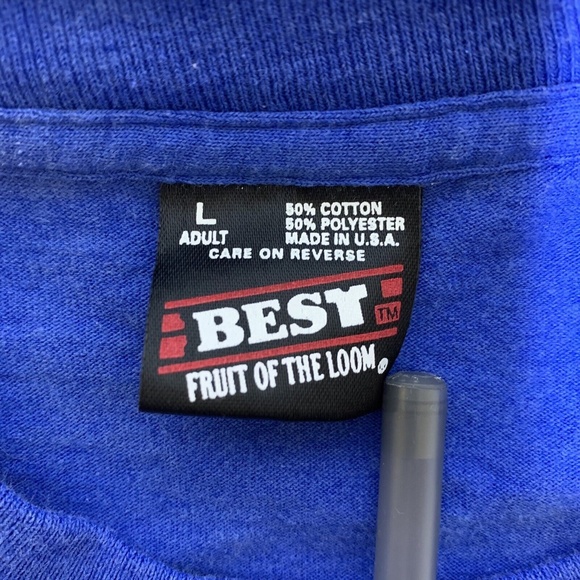 L
ADULT
50% COTTON
50% POLYESTER
MADE IN U.S.A.
CARE ON REVERSE
BEST TM
FRUIT OF THE LOOM®